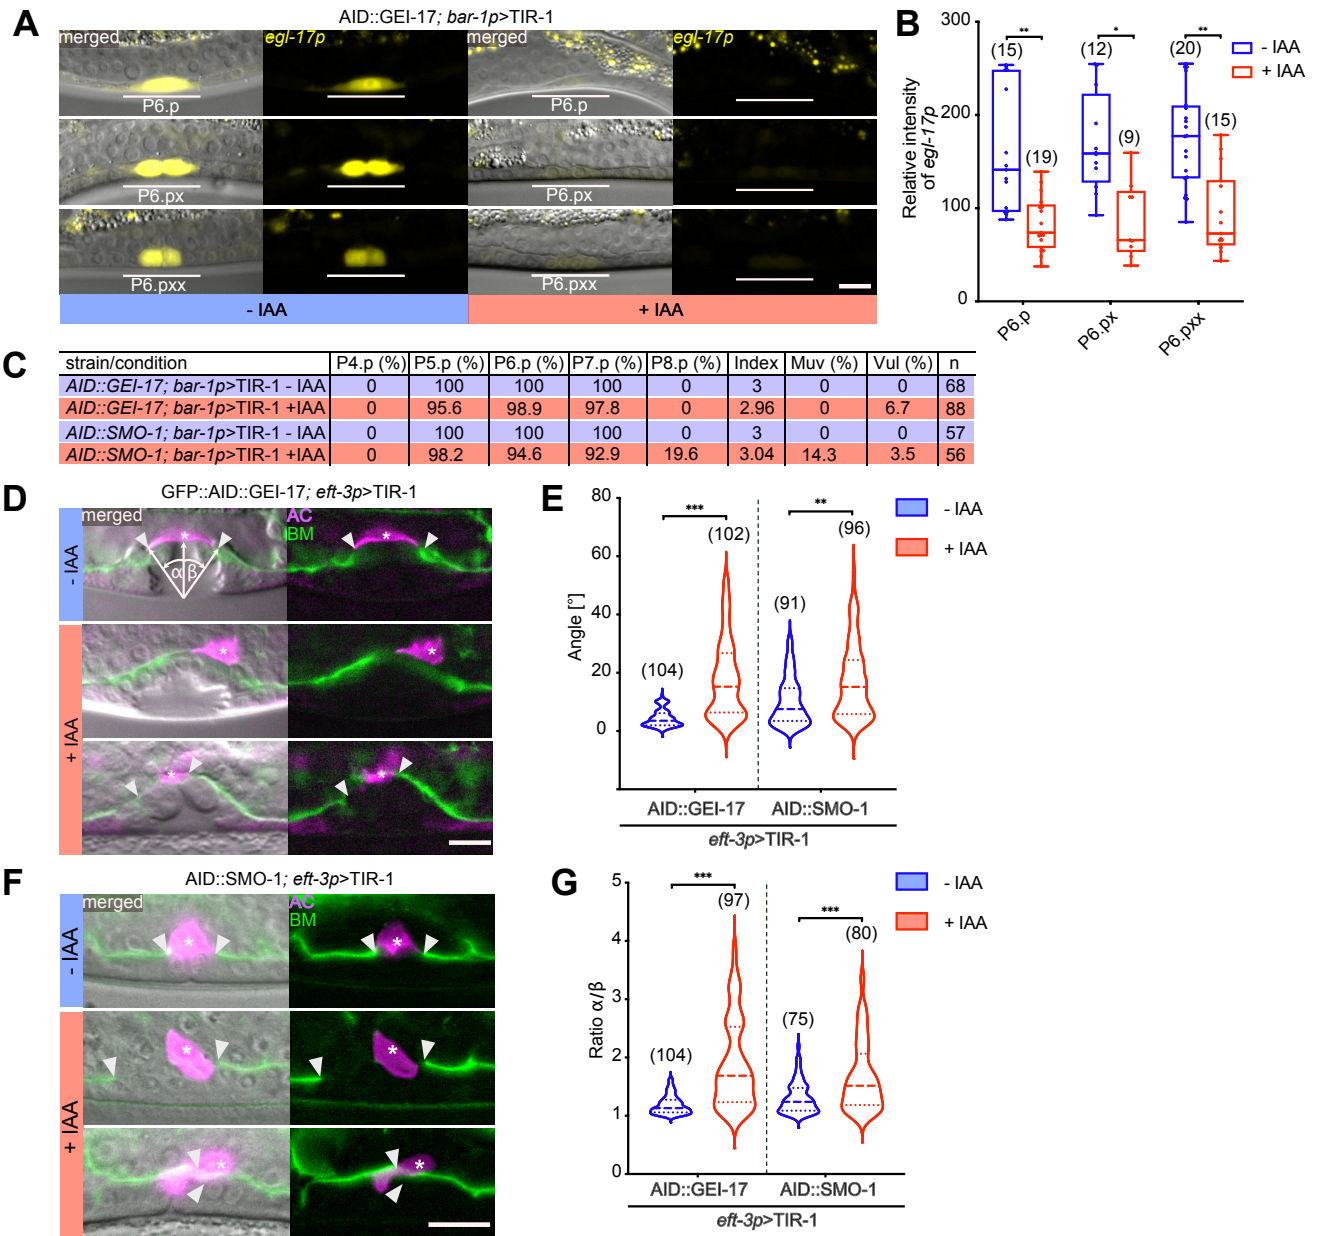 A
AID::GEI-17; bar-1p>TIR-1
merged
egl-17p
merged
egl-17p
P6.p
P6.p
P6.px
P6.px
P6.pxx
P6.pxx
- IAA
+ IAA
B
Relative intensity
of egl-17p
300
200
100
0
(15)
**
(19)
(12)
*
(9)
(20)
**
(15)
- IAA
+ IAA
P6.p
P6.px
P6.pxx
C
strain/condition P4.p (%) P5.p (%) P6.p (%) P7.p (%) P8.p (%) Index Muv (%) Vul (%) n
AID::GEI-17; bar-1p>TIR-1 - IAA 0 100 100 100 0 3 0 0 68
AID::GEI-17; bar-1p>TIR-1 +IAA 0 95.6 98.9 97.8 0 2.96 0 6.7 88
AID::SMO-1; bar-1p>TIR-1 - IAA 0 100 100 100 0 3 0 0 57
AID::SMO-1; bar-1p>TIR-1 +IAA 0 98.2 94.6 92.9 19.6 3.04 14.3 3.5 56
D
GFP::AID::GEI-17; eft-3p>TIR-1
merged
AC
BM
α β
*
*
*
*
*
*
- IAA
+ IAA
E
Angle [°]
80
60
40
20
0
***
(104)
(102)
**
(91)
(96)
- IAA
+ IAA
AID::GEI-17 AID::SMO-1
eft-3p>TIR-1
F
AID::SMO-1; eft-3p>TIR-1
merged
AC
BM
*
*
*
*
*
*
- IAA
+ IAA
G
Ratio α/β
5
4
3
2
1
0
***
(104)
(97)
***
(75)
(80)
- IAA
+ IAA
AID::GEI-17 AID::SMO-1
eft-3p>TIR-1